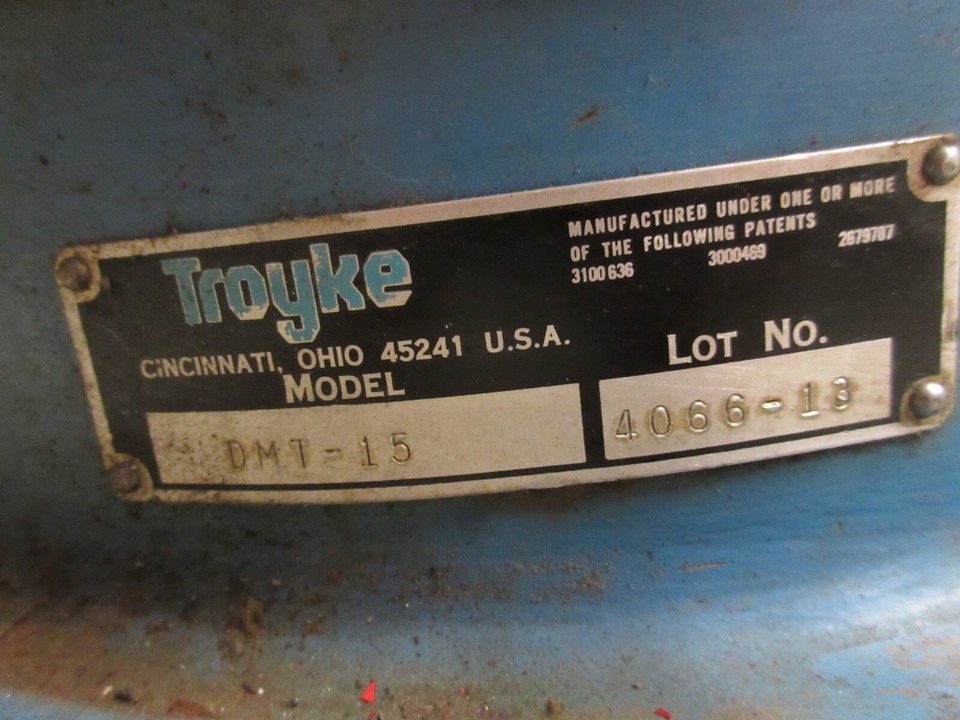 Troyke
CINCINNATI, OHIO 45241 U.S.A.
MODEL
DMT-15
MANUFACTURED UNDER ONE OR MORE
OF THE FOLLOWING PATENTS
3100636 3000469 2679787
LOT NO.
4066-13